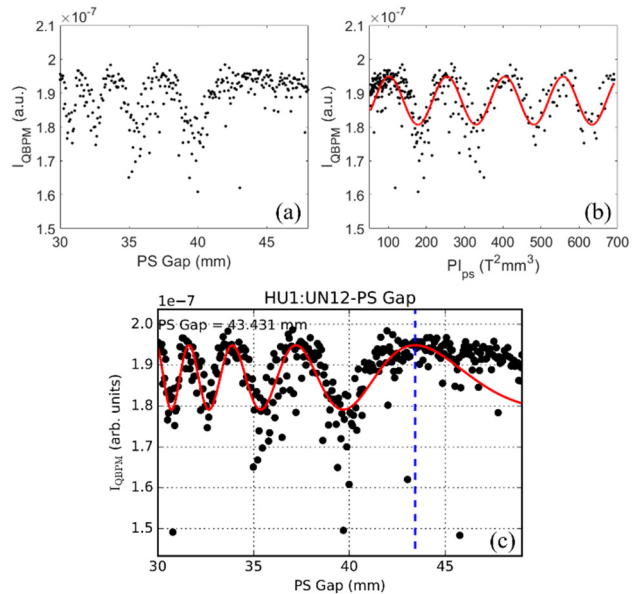 ×10⁻⁷
2.1
2
1.9
1.8
1.7
1.6
1.5
I_QBPM (a.u.)
30 35 40 45
PS Gap (mm)
(a)
×10⁻⁷
2.1
2
1.9
1.8
1.7
1.6
1.5
I_QBPM (a.u.)
100 200 300 400 500 600 700
PI_ps (T²mm³)
(b)
HU1:UN12-PS Gap
1e−7
PS Gap = 43.431 mm
2.0
1.9
1.8
1.7
1.6
1.5
I_QBPM (arb. units)
30 35 40 45
PS Gap (mm)
(c)